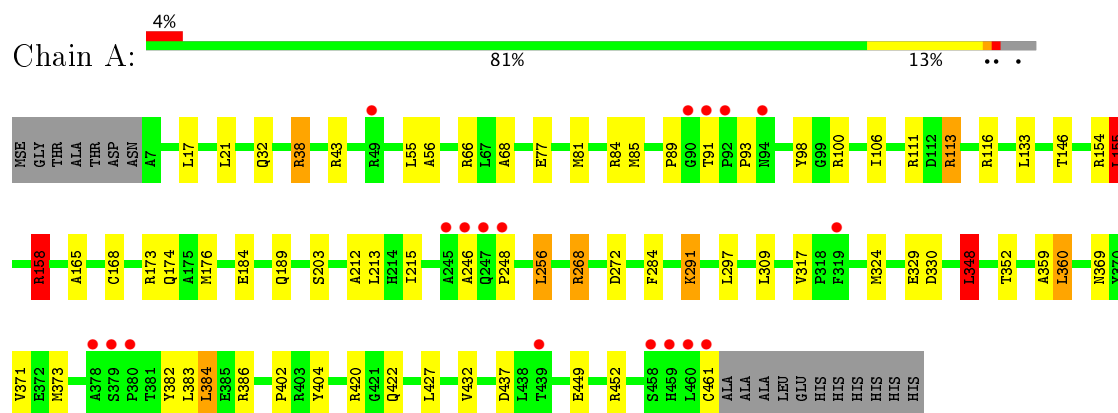 4%
Chain A:
81% 13% •• •
MSE GLY THR ALA THR ASP ASN A7 L17 L21 Q32 R38 R43 R49 L55 A56 R66 L67 A68 E77 M81 R84 M85 P89 G90 T91 P92 P93 N94 Y98 G99 R100 I106 R111 D112 R113 R116 L133 T146 R154 L155
R158 A165 C168 R173 Q174 A175 M176 E184 Q189 S203 A212 L213 H214 I215 A245 A246 Q247 P248 L256 R268 D272 F284 K291 L297 L309 V317 P318 F319 M324 E329 D330 L348 T352 A359 L360 N369 Y370
V371 E372 M373 A378 S379 P380 T381 Y382 L383 L384 E385 R386 P402 R403 Y404 R420 G421 Q422 L427 V432 D437 L438 T439 E449 R452 S458 H459 L460 C461 ALA ALA ALA LEU GLU HIS HIS HIS HIS HIS HIS